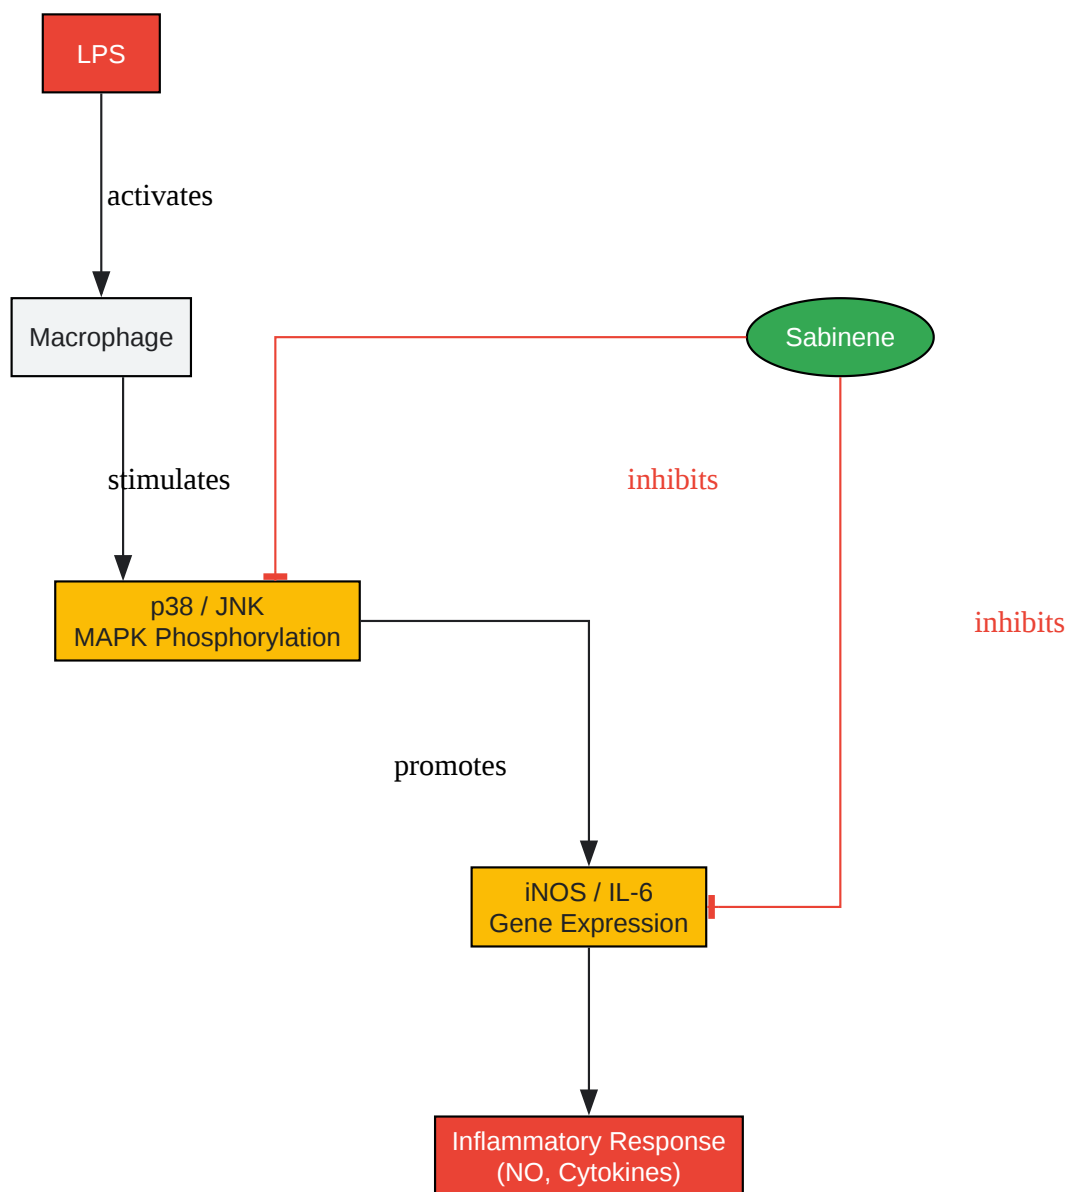 LPS
activates
Macrophage
Sabinene
stimulates
inhibits
p38 / JNK
MAPK Phosphorylation
inhibits
promotes
iNOS / IL-6
Gene Expression
Inflammatory Response
(NO, Cytokines)